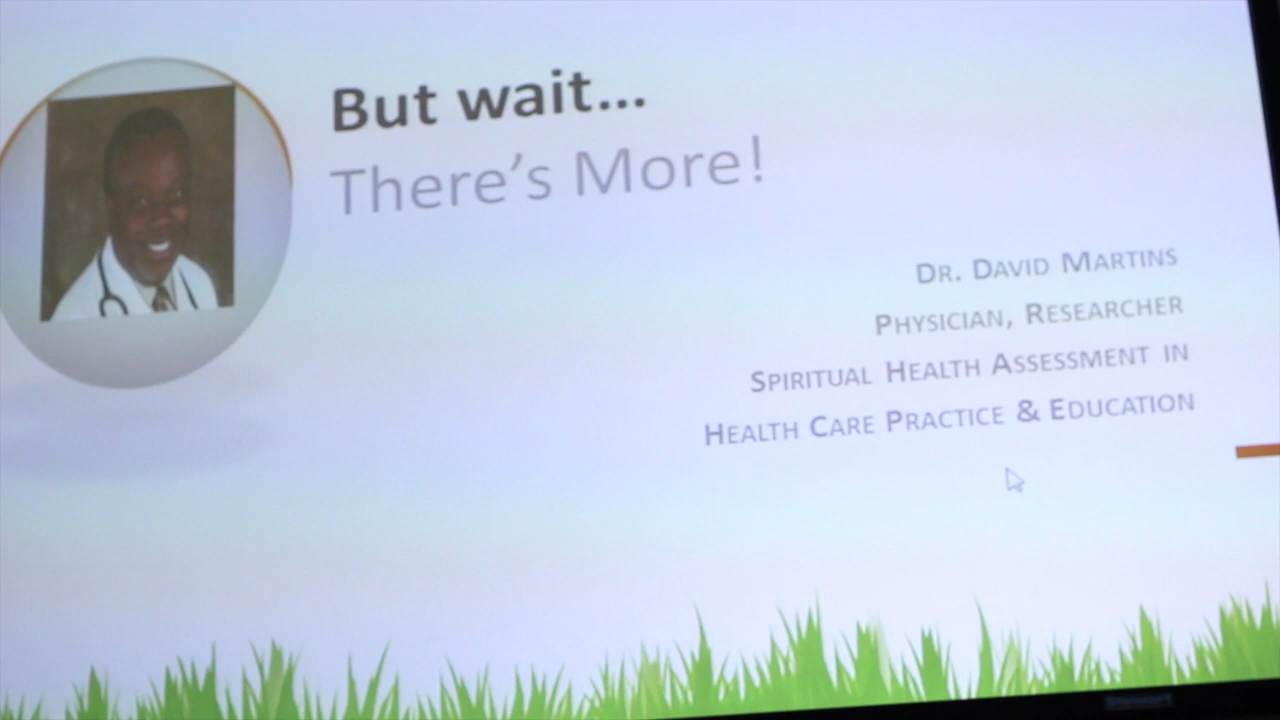 But wait...
There's More!
Dr. David Martins
Physician, Researcher
Spiritual Health Assessment in
Health Care Practice & Education